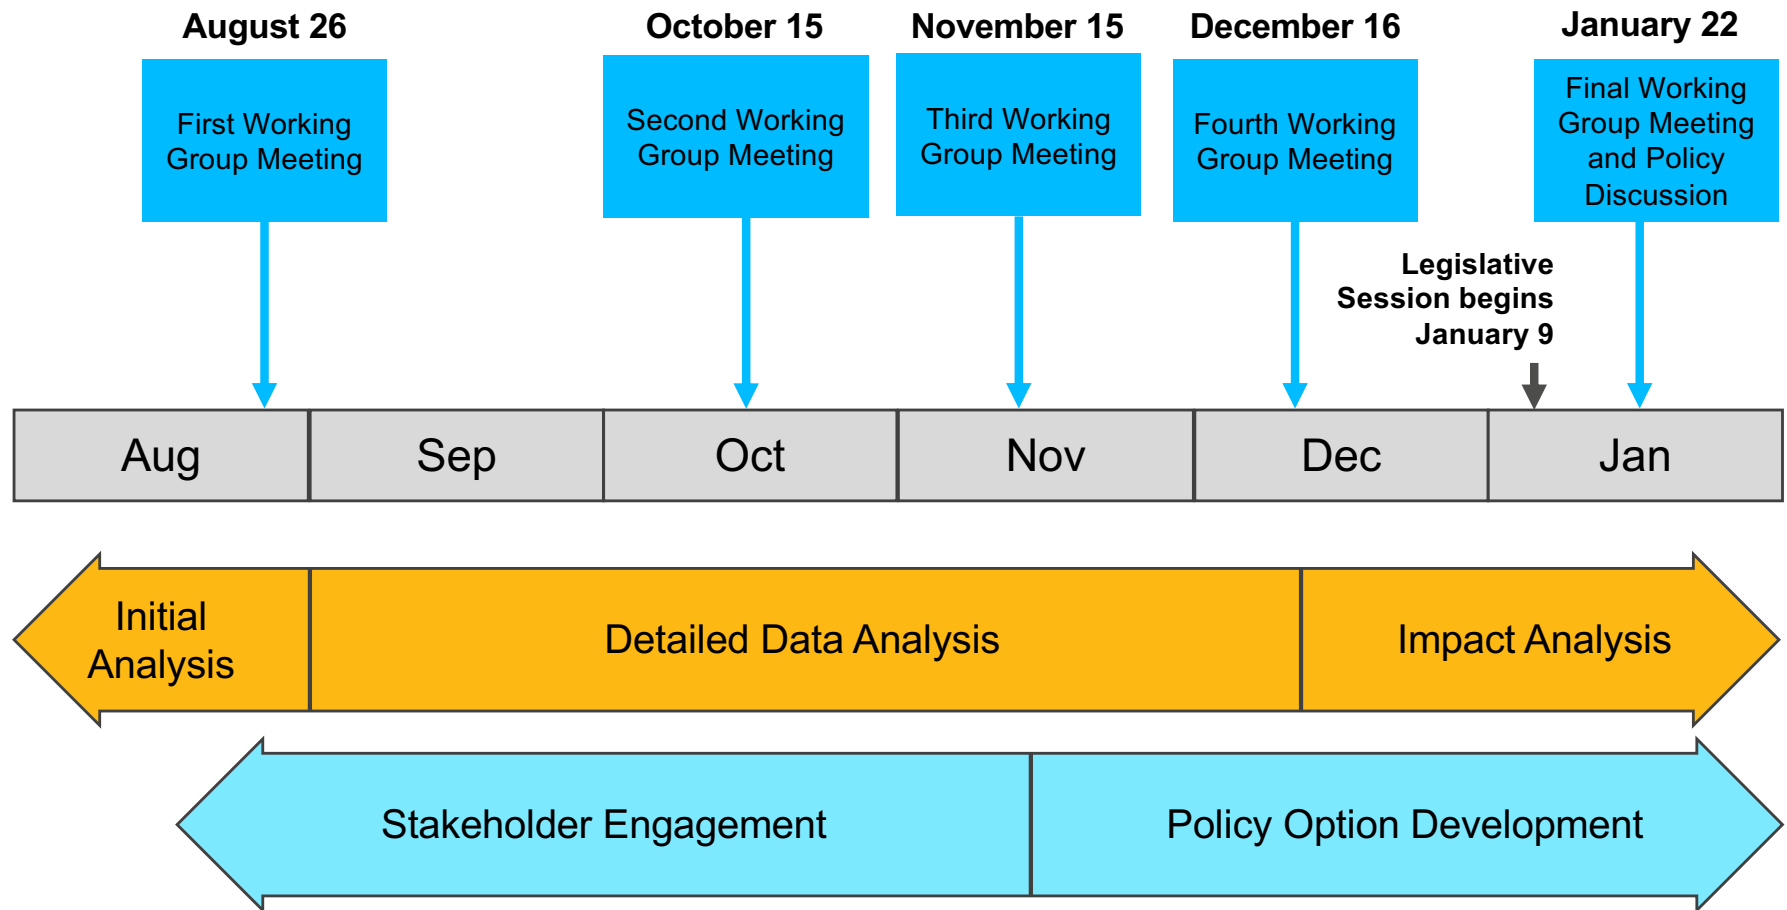 August 26
October 15
November 15
December 16
January 22
First Working
Group Meeting
Second Working
Group Meeting
Third Working
Group Meeting
Fourth Working
Group Meeting
Final Working
Group Meeting
and Policy
Discussion
Legislative
Session begins
January 9
Aug
Sep
Oct
Nov
Dec
Jan
Initial
Analysis
Detailed Data Analysis
Impact Analysis
Stakeholder Engagement
Policy Option Development